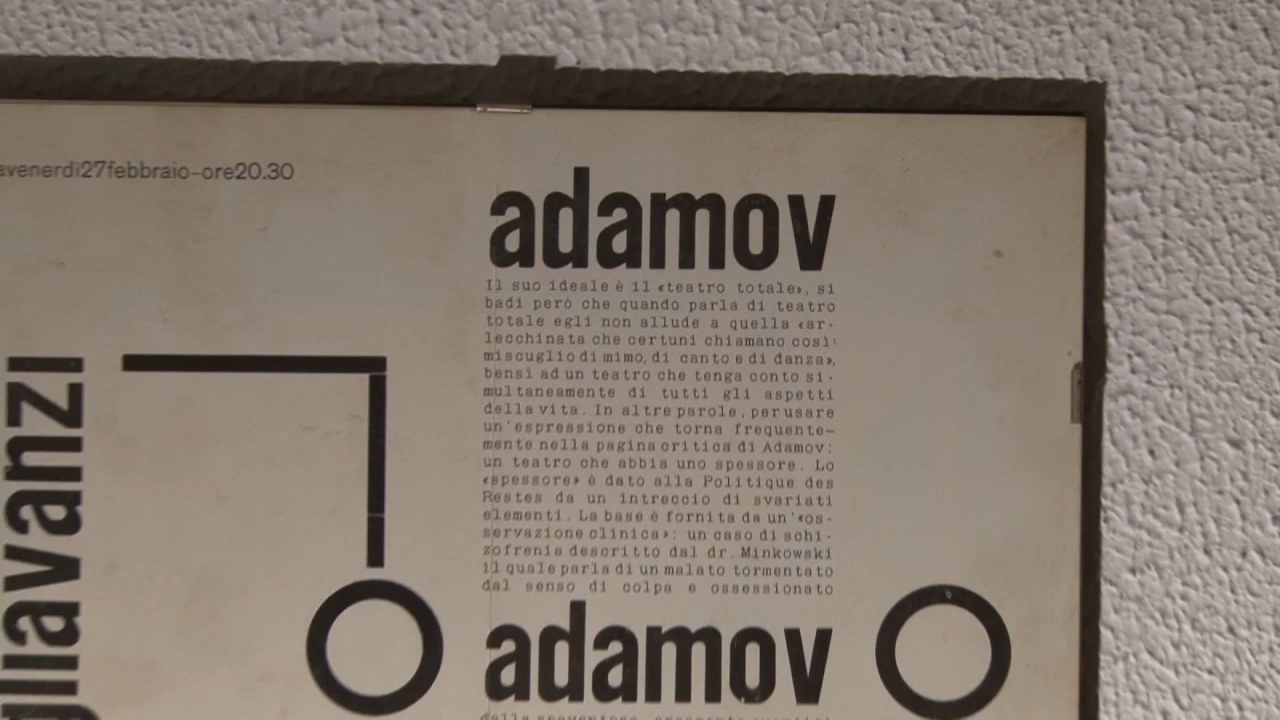 venerdì27febbraio-ore20.30
adamov
Il suo ideale è il «teatro totale», si
badi però che quando parla di teatro
totale egli non allude a quella «ar-
lecchinata che certuni chiamano così:
miscuglio di mimo, di canto e di danza»,
bensì ad un teatro che tenga conto si-
multaneamente di tutti gli aspetti
della vita. In altre parole, per usare
un'espressione che torna frequente-
mente nella pagina critica di Adamov:
un teatro che abbia uno spessore. Lo
«spessore» è dato alla Politique des
Restes da un intreccio di svariati
elementi. La base è fornita da un'«os-
servazione clinica»: un caso di schi-
zofrenia descritto dal dr. Minkowski
il quale parla di un malato tormentato
dal senso di colpa e ossessionato
adamov
gliavanzi